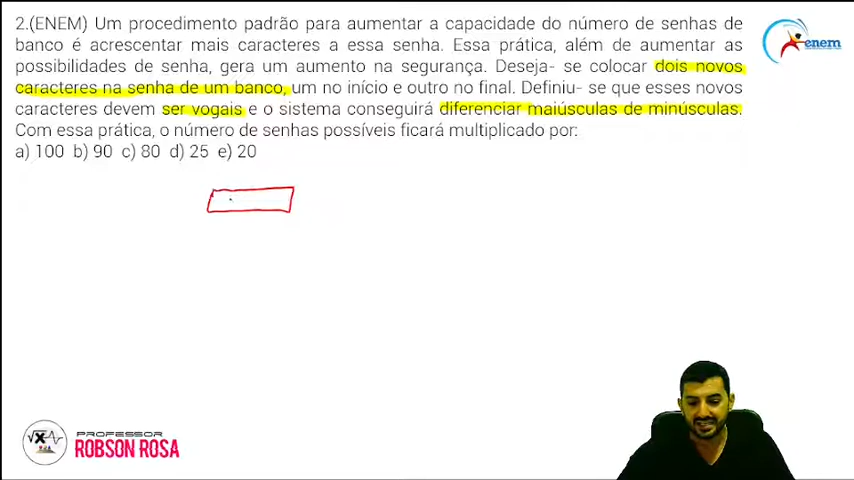 2.(ENEM) Um procedimento padrão para aumentar a capacidade do número de senhas de
banco é acrescentar mais caracteres a essa senha. Essa prática, além de aumentar as
possibilidades de senha, gera um aumento na segurança. Deseja- se colocar dois novos
caracteres na senha de um banco, um no início e outro no final. Definiu- se que esses novos
caracteres devem ser vogais e o sistema conseguirá diferenciar maiúsculas de minúsculas.
Com essa prática, o número de senhas possíveis ficará multiplicado por:
a) 100 b) 90 c) 80 d) 25 e) 20
enem
√x
PROFESSOR
ROBSON ROSA